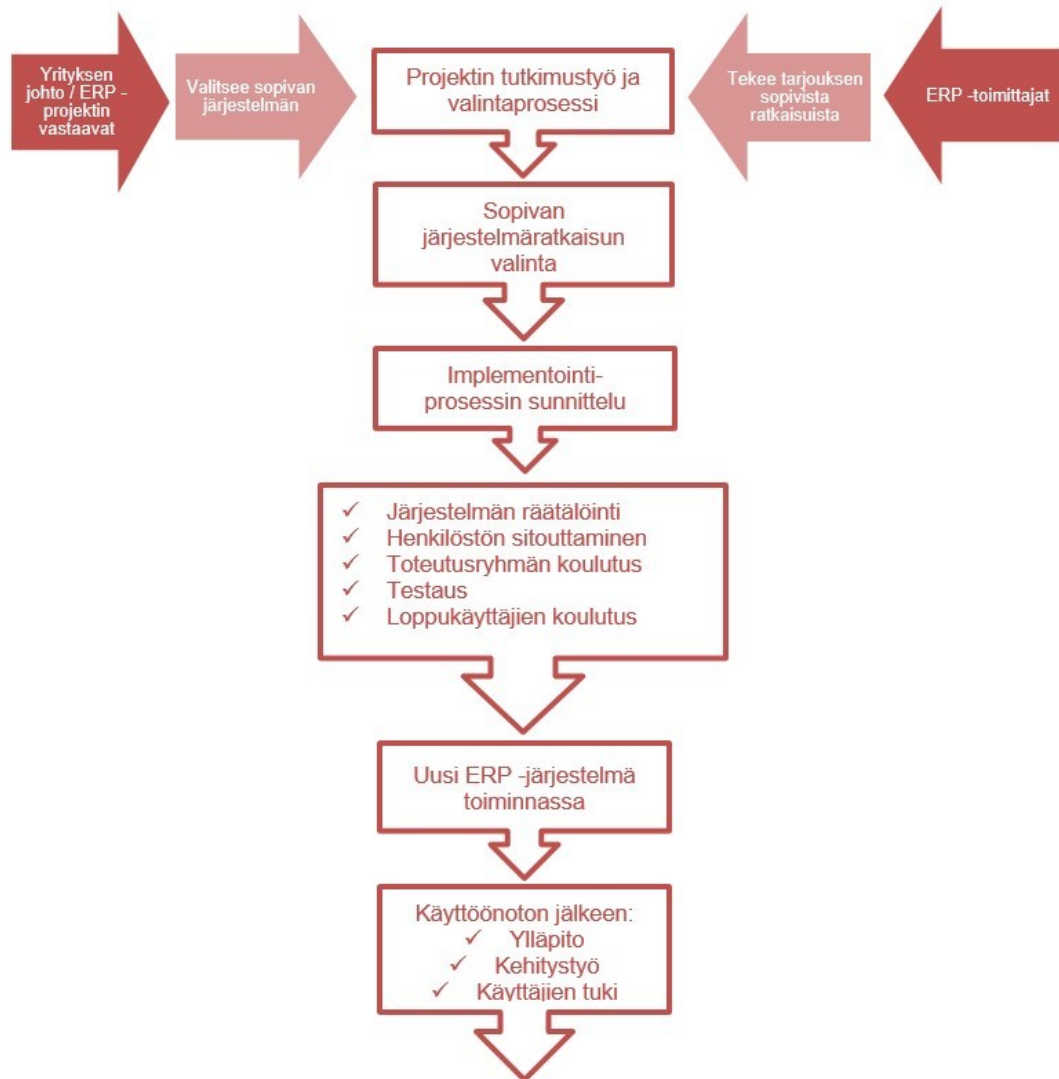 Yrityksen
johto / ERP -
projektin
vastaavat
Valitsee sopivan
järjestelmän
Projektin tutkimustyö ja
valintaprosessi
Tekee tarjouksen
sopivista
ratkaisuista
ERP -toimittajat
Sopivan
järjestelmäratkaisun
valinta
Implementointi-
prosessin sunnittelu
✓ Järjestelmän räätälöinti
✓ Henkilöstön sitouttaminen
✓ Toteutusryhmän koulutus
✓ Testaus
✓ Loppukäyttäjien koulutus
Uusi ERP -järjestelmä
toiminnassa
Käyttöönoton jälkeen:
✓ Ylläpito
✓ Kehitystyö
✓ Käyttäjien tuki